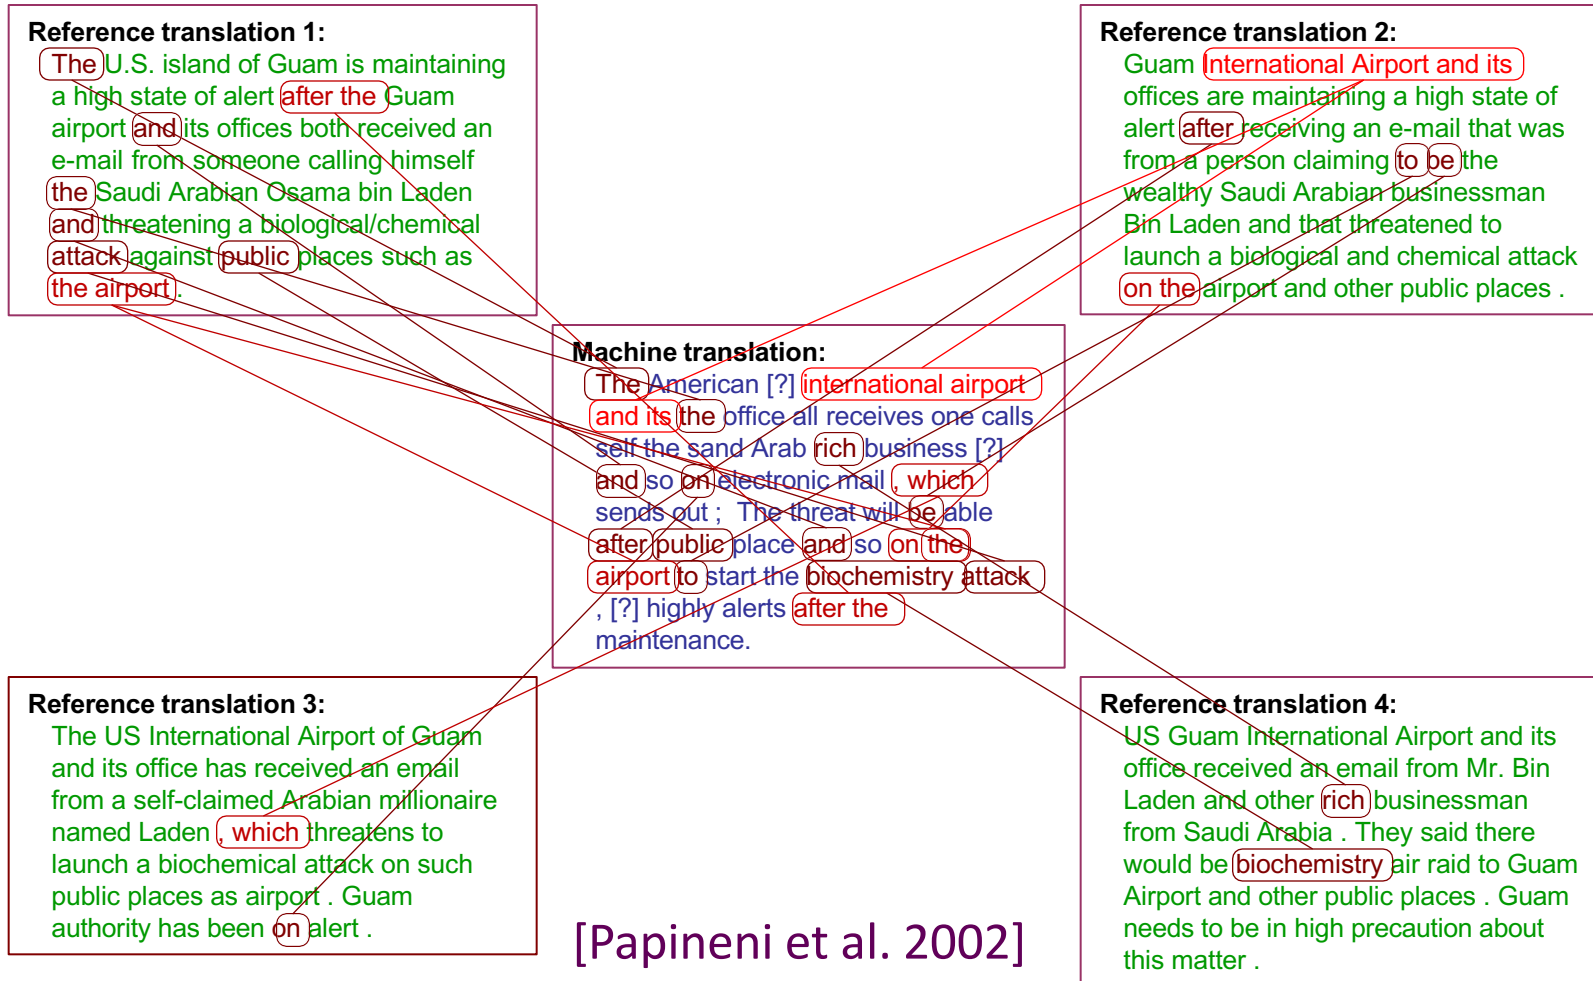 Reference translation 1:
The U.S. island of Guam is maintaining
a high state of alert after the Guam
airport and its offices both received an
e-mail from someone calling himself
the Saudi Arabian Osama bin Laden
and threatening a biological/chemical
attack against public places such as
the airport .
Reference translation 2:
Guam International Airport and its
offices are maintaining a high state of
alert after receiving an e-mail that was
from a person claiming to be the
wealthy Saudi Arabian businessman
Bin Laden and that threatened to
launch a biological and chemical attack
on the airport and other public places .
Machine translation:
The American [?] international airport
and its the office all receives one calls
self the sand Arab rich business [?]
and so on electronic mail , which
sends out ; The threat will be able
after public place and so on the
airport to start the biochemistry attack
, [?] highly alerts after the
maintenance.
Reference translation 3:
The US International Airport of Guam
and its office has received an email
from a self-claimed Arabian millionaire
named Laden , which threatens to
launch a biochemical attack on such
public places as airport . Guam
authority has been on alert .
Reference translation 4:
US Guam International Airport and its
office received an email from Mr. Bin
Laden and other rich businessman
from Saudi Arabia . They said there
would be biochemistry air raid to Guam
Airport and other public places . Guam
needs to be in high precaution about
this matter .
[Papineni et al. 2002]